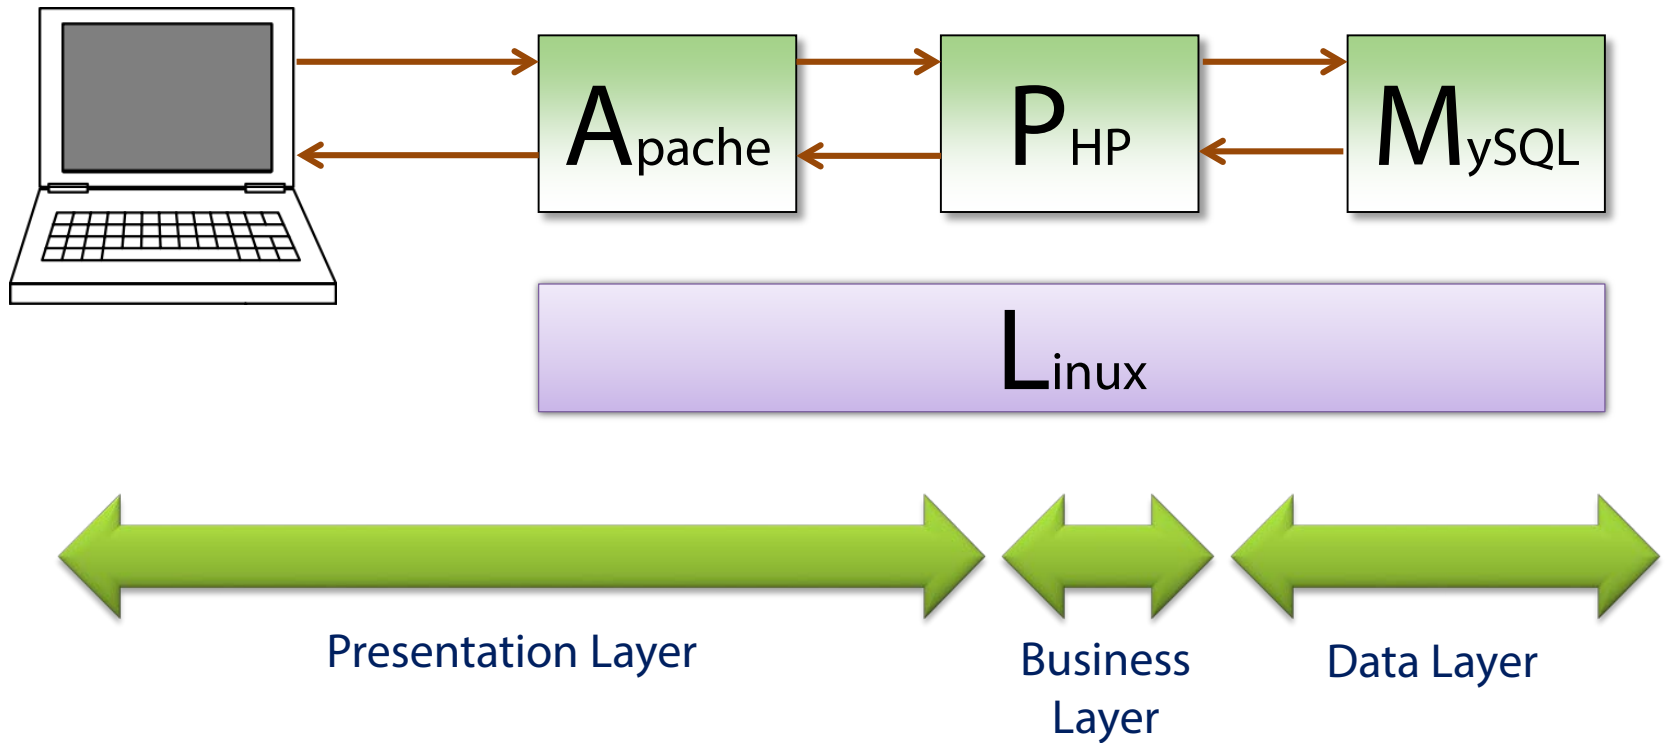 Apache
PHP
MySQL
Linux
Presentation Layer
Business
Layer
Data Layer